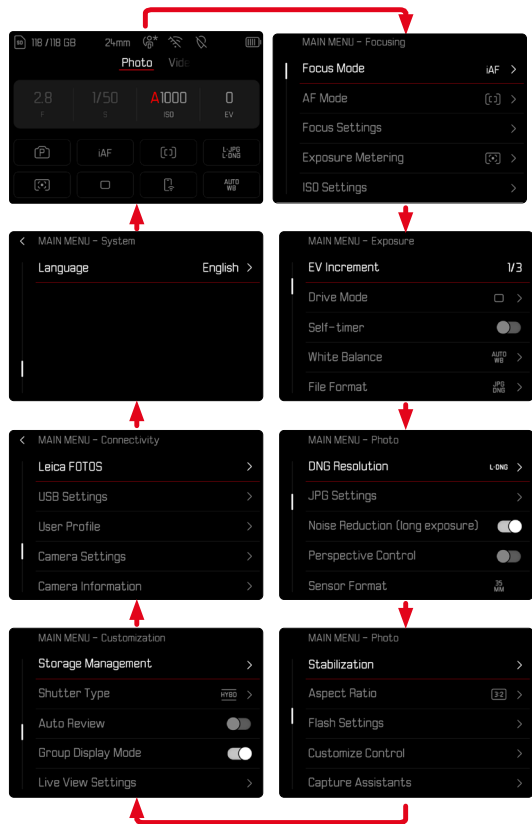 118 /118 GB 24mm
Photo Vide
2.8 1/50 A1000 0
F S ISO EV
P iAF L-JPG
L-DNG
AUTO
WB
MAIN MENU - Focusing
Focus Mode iAF
AF Mode
Focus Settings
Exposure Metering
ISO Settings
MAIN MENU - System
Language English
MAIN MENU - Exposure
EV Increment 1/3
Drive Mode
Self-timer
White Balance AUTO WB
File Format JPG DNG
MAIN MENU - Connectivity
Leica FOTOS
USB Settings
User Profile
Camera Settings
Camera Information
MAIN MENU - Photo
DNG Resolution L-DNG
JPG Settings
Noise Reduction (long exposure)
Perspective Control
Sensor Format 35 MM
MAIN MENU - Customization
Storage Management
Shutter Type HYBD
Auto Review
Group Display Mode
Live View Settings
MAIN MENU - Photo
Stabilization
Aspect Ratio 3:2
Flash Settings
Customize Control
Capture Assistants